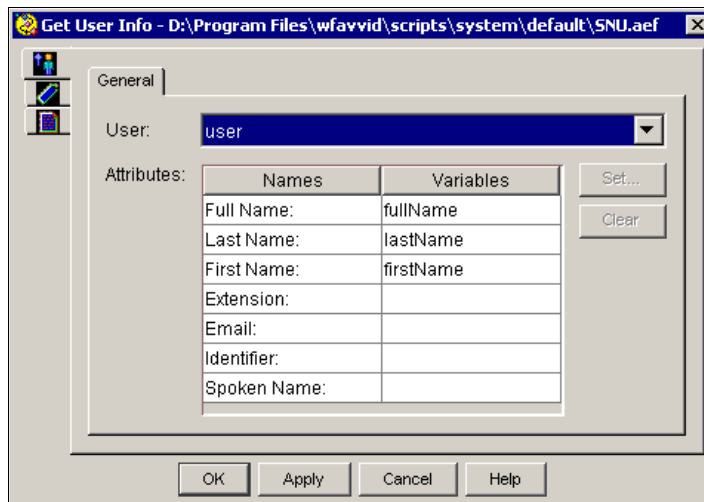 Get User Info - D:\Program Files\wfavvid\scripts\system\default\SNU.aef
General
User: user
Attributes:
Names Variables
Set...
Full Name: fullName
Clear
Last Name: lastName
First Name: firstName
Extension:
Email:
Identifier:
Spoken Name:
OK Apply Cancel Help